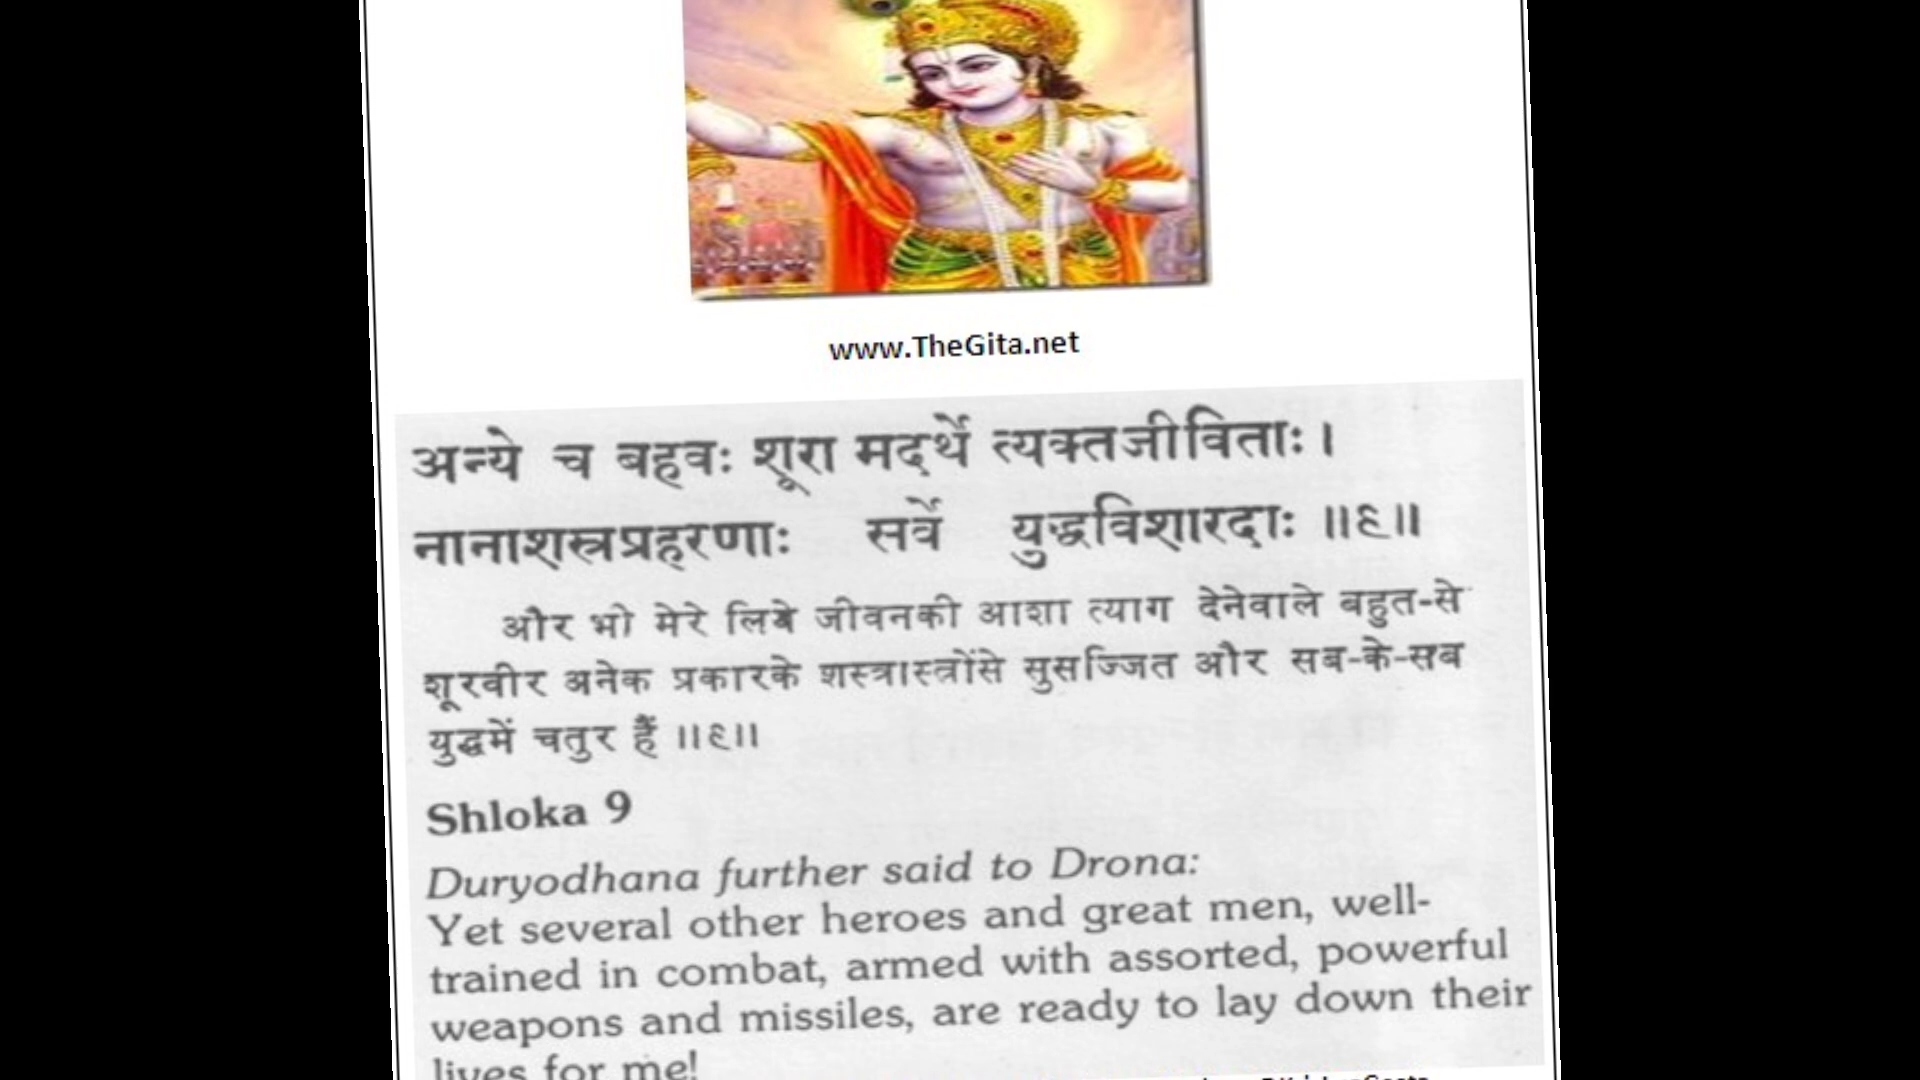 www.TheGita.net
अन्ये च बहवः शूरा मदर्थे त्यक्तजीविताः।
नानाशस्त्रप्रहरणाः सर्वे युद्धविशारदाः ॥९॥
और भो मेरे लिये जीवनकी आशा त्याग देनेवाले बहुत-से
शूरवीर अनेक प्रकारके शस्त्रास्त्रोंसे सुसज्जित और सब-के-सब
युद्धमें चतुर हैं ॥९॥
Shloka 9
Duryodhana further said to Drona:
Yet several other heroes and great men, well-
trained in combat, armed with assorted, powerful
weapons and missiles, are ready to lay down their
lives for me!